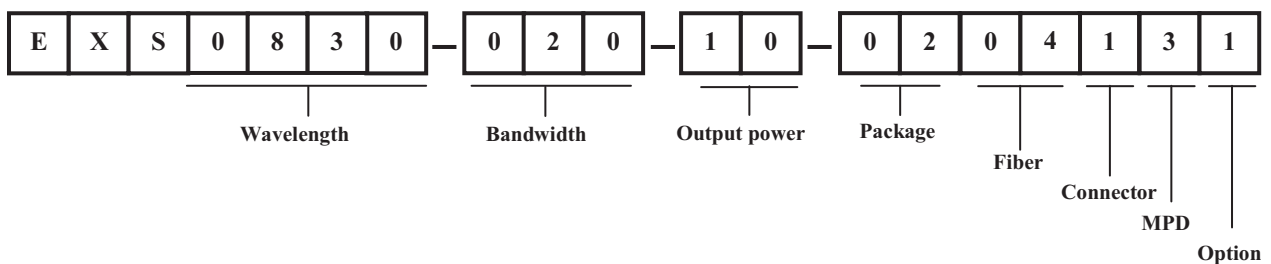 E X S 0 8 3 0 – 0 2 0 – 1 0 – 0 2 0 4 1 3 1
Wavelength Bandwidth Output power Package
Fiber
Connector
MPD
Option